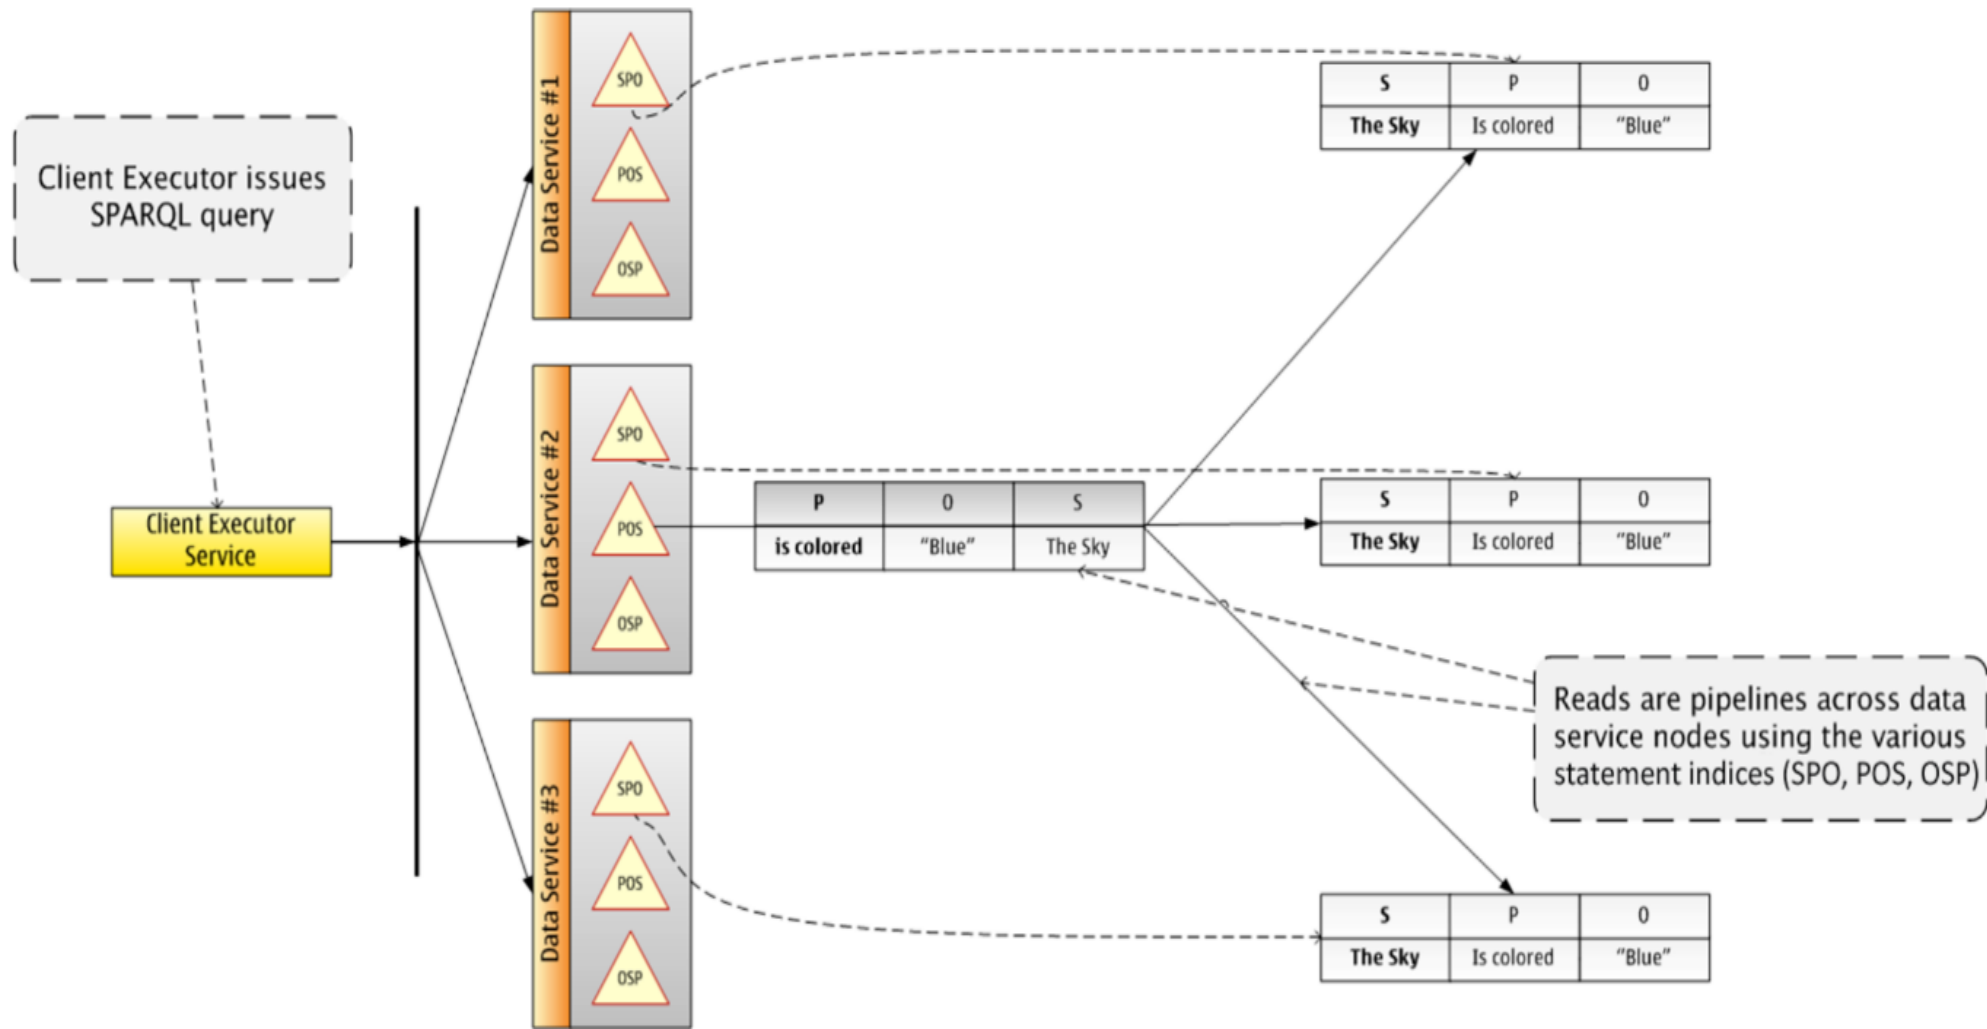 Client Executor issues
SPARQL query
Client Executor
Service
Data Service #1
SPO
POS
OSP
Data Service #2
SPO
POS
OSP
Data Service #3
SPO
POS
OSP
P O S
is colored “Blue” The Sky
S P O
The Sky Is colored “Blue”
S P O
The Sky Is colored “Blue”
S P O
The Sky Is colored “Blue”
Reads are pipelines across data
service nodes using the various
statement indices (SPO, POS, OSP)